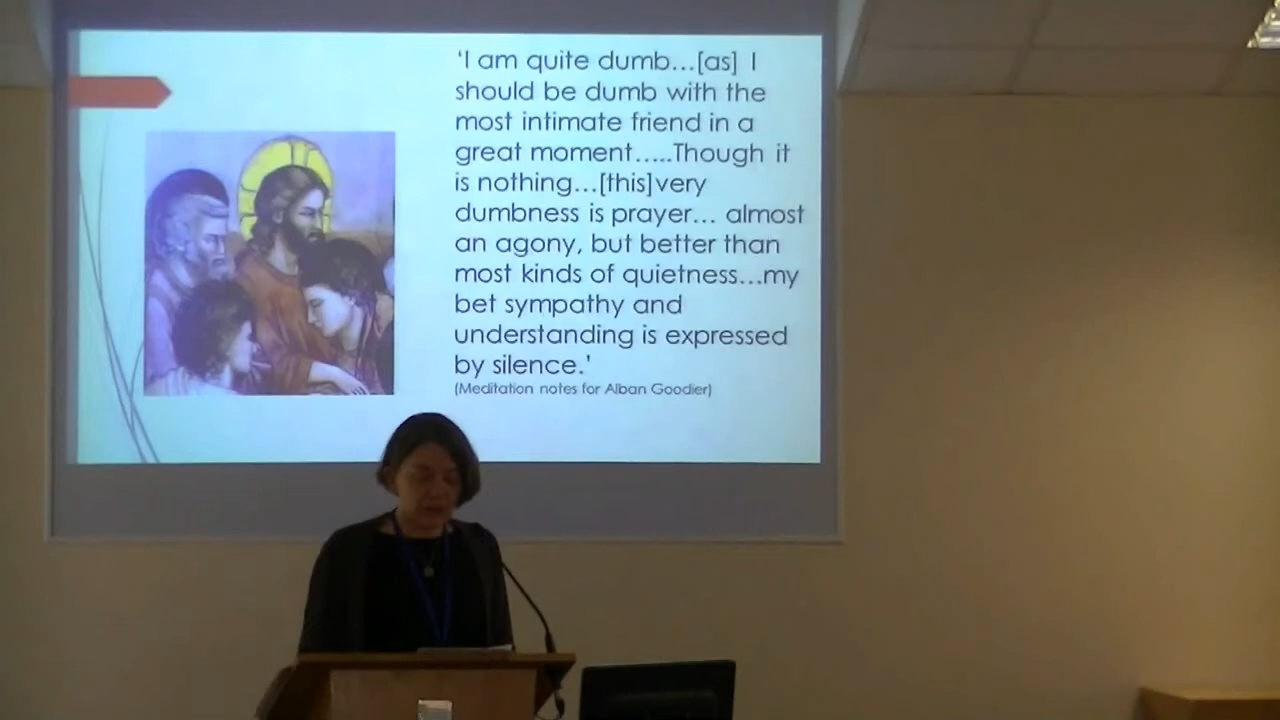 ‘I am quite dumb…[as] I
should be dumb with the
most intimate friend in a
great moment…..Though it
is nothing…[this]very
dumbness is prayer… almost
an agony, but better than
most kinds of quietness…my
bet sympathy and
understanding is expressed
by silence.’
(Meditation notes for Alban Goodier)